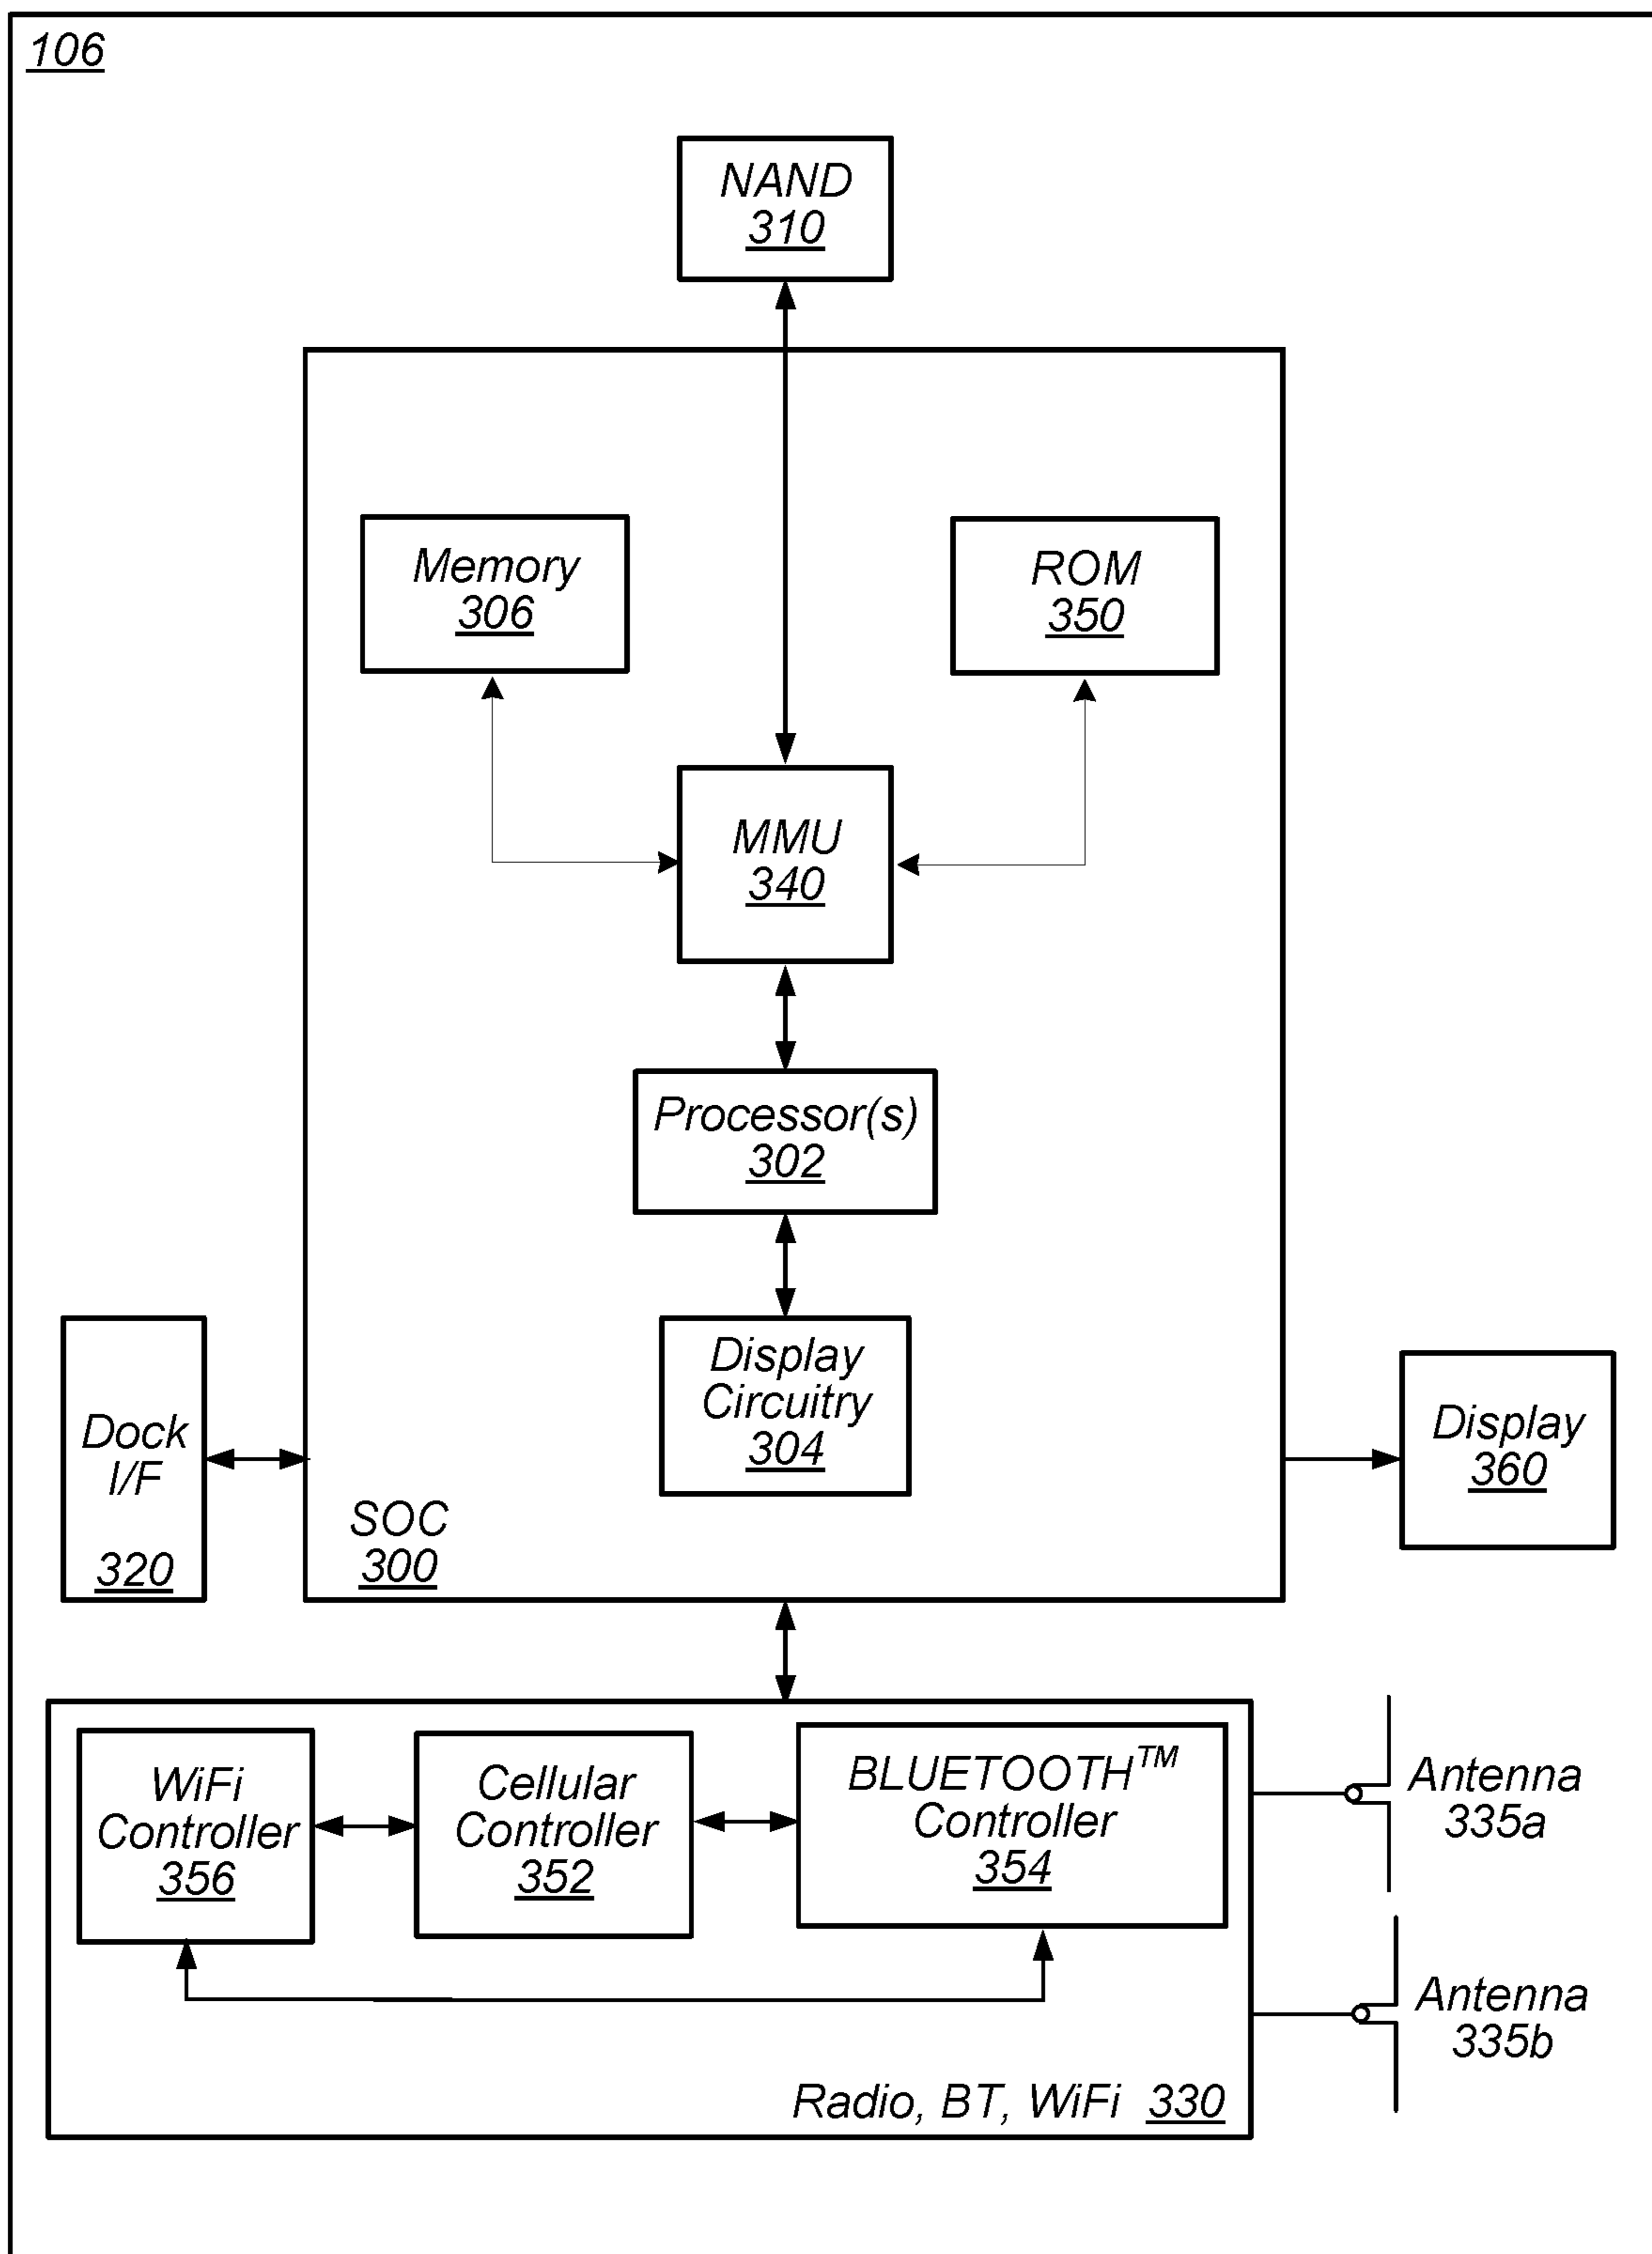 106
NAND
310
Memory
306
ROM
350
MMU
340
Processor(s)
302
Display
Circuitry
304
Dock
I/F
320
SOC
300
Display
360
WiFi
Controller
356
Cellular
Controller
352
BLUETOOTH™
Controller
354
Antenna
335a
Antenna
335b
Radio, BT, WiFi 330